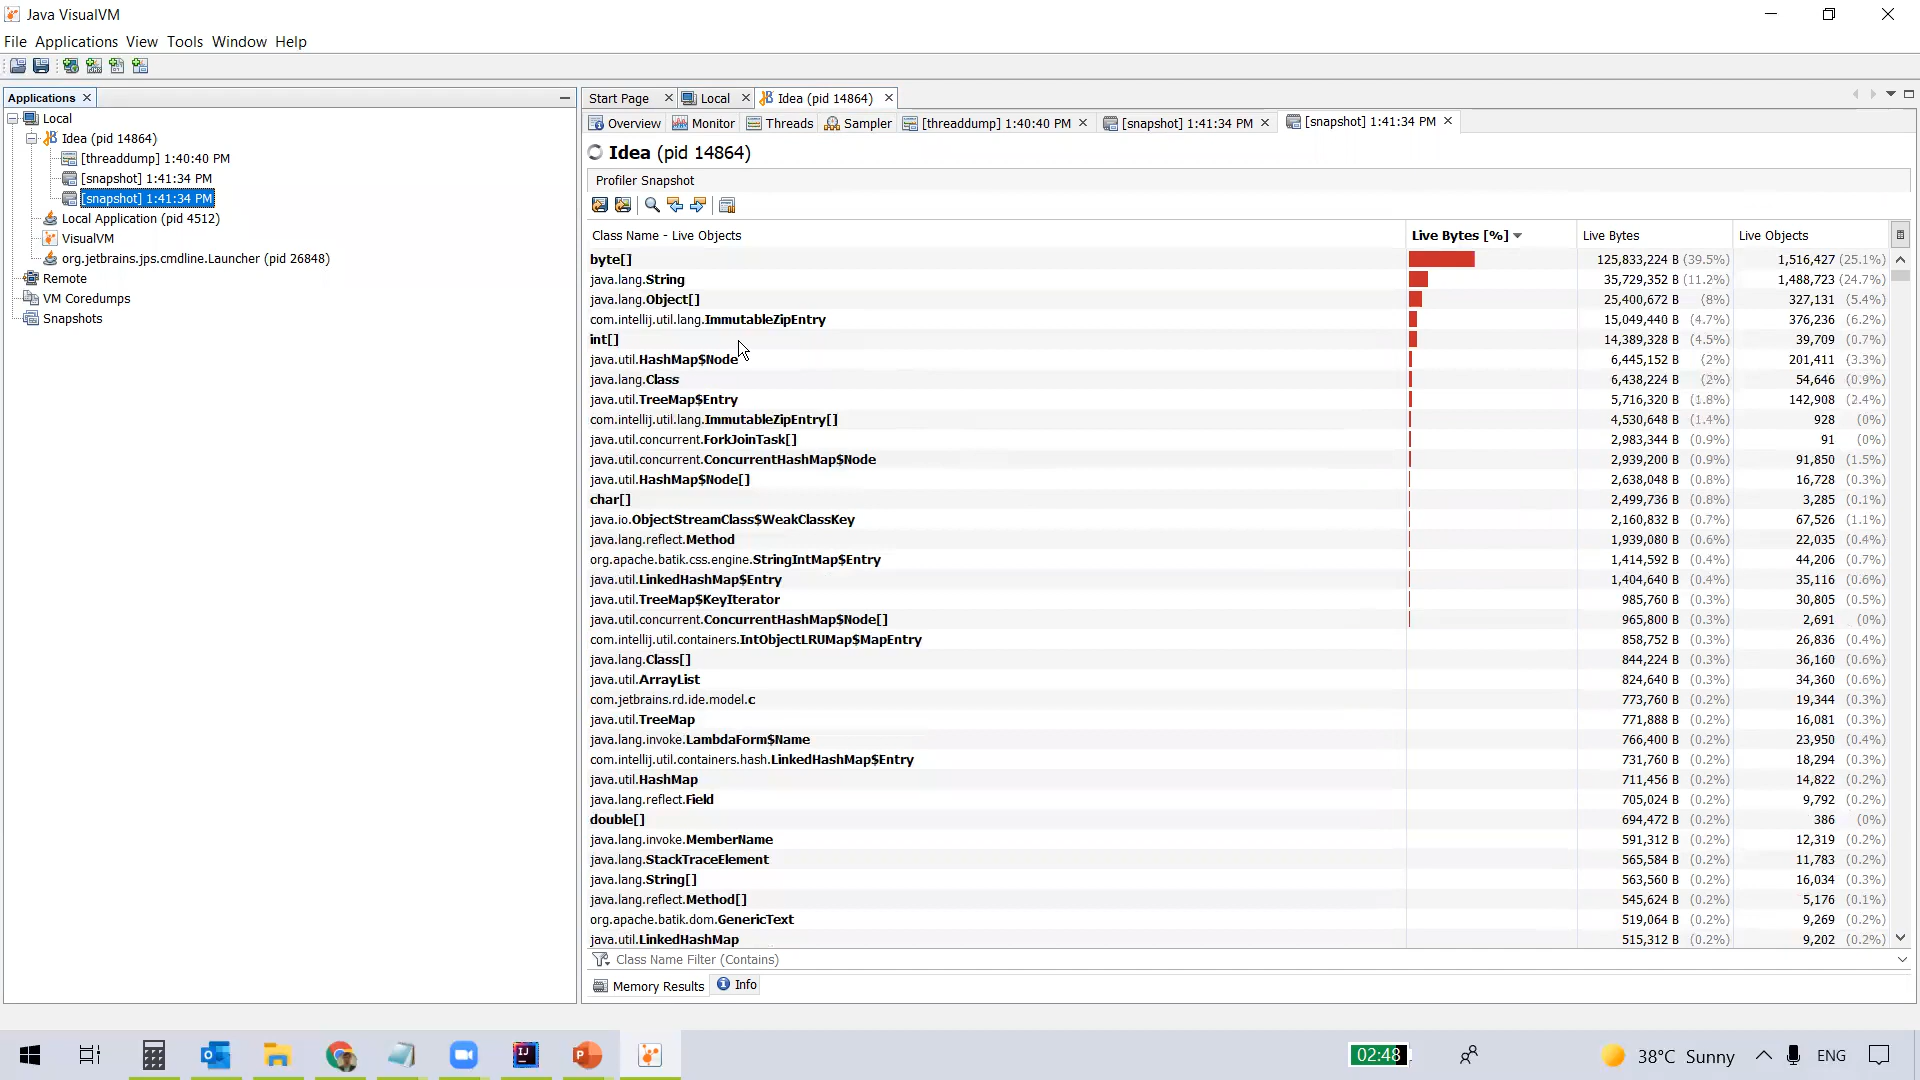 Java VisualVM
File Applications View Tools Window Help
Applications
Local
Idea (pid 14864)
[threaddump] 1:40:40 PM
[snapshot] 1:41:34 PM
[snapshot] 1:41:34 PM
Local Application (pid 4512)
VisualVM
org.jetbrains.jps.cmdline.Launcher (pid 26848)
Remote
VM Coredumps
Snapshots
Start Page Local Idea (pid 14864)
Overview Monitor Threads Sampler [threaddump] 1:40:40 PM [snapshot] 1:41:34 PM [snapshot] 1:41:34 PM
Idea (pid 14864)
Profiler Snapshot
Class Name - Live Objects Live Bytes [%] Live Bytes Live Objects
byte[] 125,833,224 B (39.5%) 1,516,427 (25.1%)
java.lang.String 35,729,352 B (11.2%) 1,488,723 (24.7%)
java.lang.Object[] 25,400,672 B (8%) 327,131 (5.4%)
com.intellij.util.lang.ImmutableZipEntry 15,049,440 B (4.7%) 376,236 (6.2%)
int[] 14,389,328 B (4.5%) 39,709 (0.7%)
java.util.HashMap$Node 6,445,152 B (2%) 201,411 (3.3%)
java.lang.Class 6,438,224 B (2%) 54,646 (0.9%)
java.util.TreeMap$Entry 5,716,320 B (1.8%) 142,908 (2.4%)
com.intellij.util.lang.ImmutableZipEntry[] 4,530,648 B (1.4%) 928 (0%)
java.util.concurrent.ForkJoinTask[] 2,983,344 B (0.9%) 91 (0%)
java.util.concurrent.ConcurrentHashMap$Node 2,939,200 B (0.9%) 91,850 (1.5%)
java.util.HashMap$Node[] 2,638,048 B (0.8%) 16,728 (0.3%)
char[] 2,499,736 B (0.8%) 3,285 (0.1%)
java.io.ObjectStreamClass$WeakClassKey 2,160,832 B (0.7%) 67,526 (1.1%)
java.lang.reflect.Method 1,939,080 B (0.6%) 22,035 (0.4%)
org.apache.batik.css.engine.StringIntMap$Entry 1,414,592 B (0.4%) 44,206 (0.7%)
java.util.LinkedHashMap$Entry 1,404,640 B (0.4%) 35,116 (0.6%)
java.util.TreeMap$KeyIterator 985,760 B (0.3%) 30,805 (0.5%)
java.util.concurrent.ConcurrentHashMap$Node[] 965,800 B (0.3%) 2,691 (0%)
com.intellij.util.containers.IntObjectLRUMap$MapEntry 858,752 B (0.3%) 26,836 (0.4%)
java.lang.Class[] 844,224 B (0.3%) 36,160 (0.6%)
java.util.ArrayList 824,640 B (0.3%) 34,360 (0.6%)
com.jetbrains.rd.ide.model.c 773,760 B (0.2%) 19,344 (0.3%)
java.util.TreeMap 771,888 B (0.2%) 16,081 (0.3%)
java.lang.invoke.LambdaForm$Name 766,400 B (0.2%) 23,950 (0.4%)
com.intellij.util.containers.hash.LinkedHashMap$Entry 731,760 B (0.2%) 18,294 (0.3%)
java.util.HashMap 711,456 B (0.2%) 14,822 (0.2%)
java.lang.reflect.Field 705,024 B (0.2%) 9,792 (0.2%)
double[] 694,472 B (0.2%) 386 (0%)
java.lang.invoke.MemberName 591,312 B (0.2%) 12,319 (0.2%)
java.lang.StackTraceElement 565,584 B (0.2%) 11,783 (0.2%)
java.lang.String[] 563,560 B (0.2%) 16,034 (0.3%)
java.lang.reflect.Method[] 545,624 B (0.2%) 5,176 (0.1%)
org.apache.batik.dom.GenericText 519,064 B (0.2%) 9,269 (0.2%)
java.util.LinkedHashMap 515,312 B (0.2%) 9,202 (0.2%)
Class Name Filter (Contains)
Memory Results Info
02:48 38°C Sunny ENG